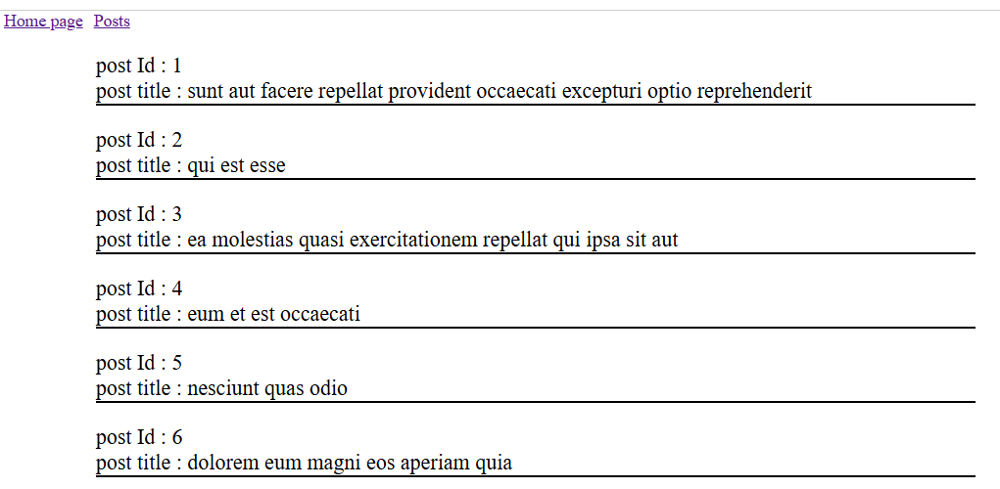 Home page Posts
post Id : 1
post title : sunt aut facere repellat provident occaecati excepturi optio reprehenderit
post Id : 2
post title : qui est esse
post Id : 3
post title : ea molestias quasi exercitationem repellat qui ipsa sit aut
post Id : 4
post title : eum et est occaecati
post Id : 5
post title : nesciunt quas odio
post Id : 6
post title : dolorem eum magni eos aperiam quia